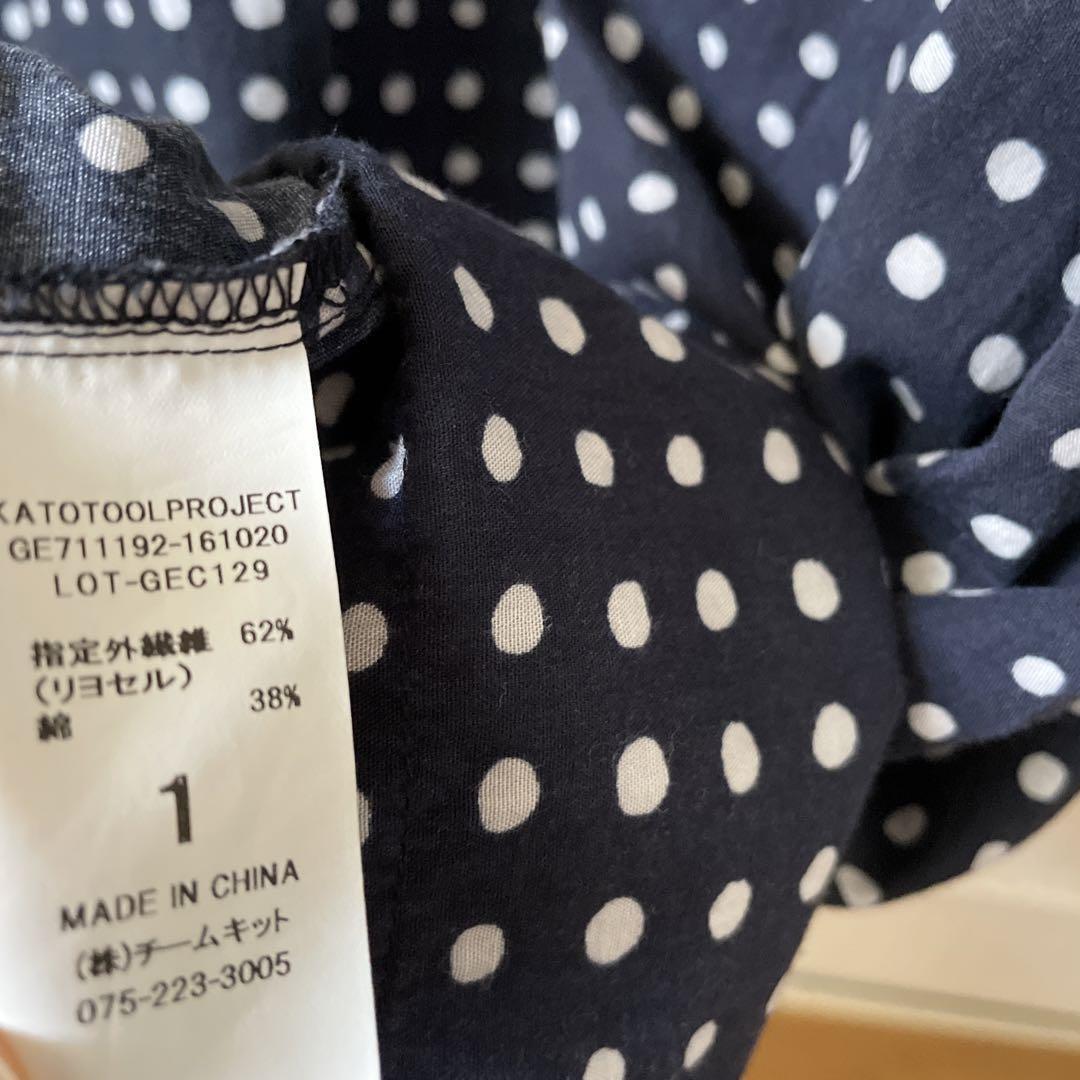 KATOTOOLPROJECT
GE711192-161020
LOT-GEC129
指定外繊維 62%
(リヨセル)
綿 38%
1
MADE IN CHINA
(株)チームキット
075-223-3005